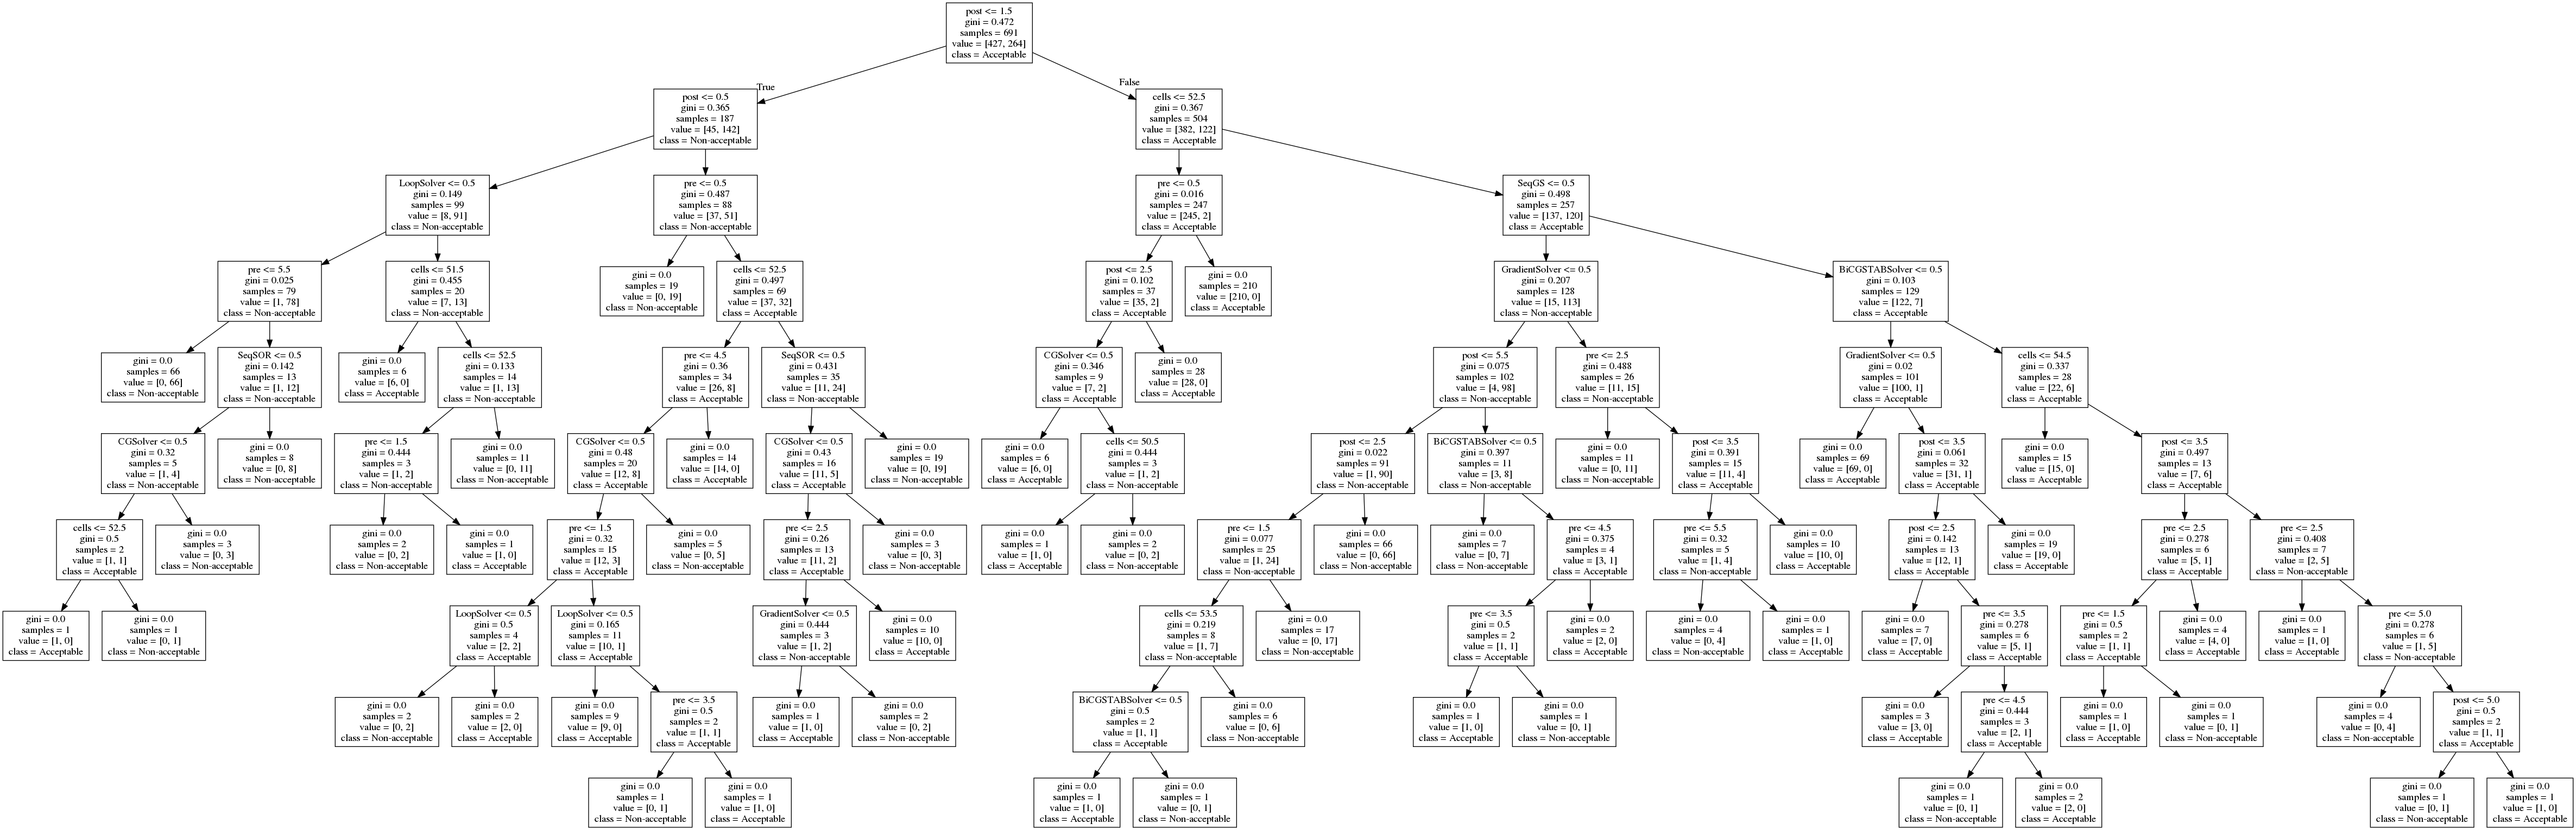 post <= 1.5
gini = 0.472
samples = 691
value = [427, 264]
class = Acceptable
True
False
post <= 0.5
gini = 0.365
samples = 187
value = [45, 142]
class = Non-acceptable
cells <= 52.5
gini = 0.367
samples = 504
value = [382, 122]
class = Acceptable
LoopSolver <= 0.5
gini = 0.149
samples = 99
value = [8, 91]
class = Non-acceptable
pre <= 0.5
gini = 0.487
samples = 88
value = [37, 51]
class = Non-acceptable
pre <= 0.5
gini = 0.016
samples = 247
value = [245, 2]
class = Acceptable
SeqGS <= 0.5
gini = 0.498
samples = 257
value = [137, 120]
class = Acceptable
pre <= 5.5
gini = 0.025
samples = 79
value = [1, 78]
class = Non-acceptable
cells <= 51.5
gini = 0.455
samples = 20
value = [7, 13]
class = Non-acceptable
gini = 0.0
samples = 19
value = [0, 19]
class = Non-acceptable
cells <= 52.5
gini = 0.497
samples = 69
value = [37, 32]
class = Acceptable
post <= 2.5
gini = 0.102
samples = 37
value = [35, 2]
class = Acceptable
gini = 0.0
samples = 210
value = [210, 0]
class = Acceptable
GradientSolver <= 0.5
gini = 0.207
samples = 128
value = [15, 113]
class = Non-acceptable
BiCGSTABSolver <= 0.5
gini = 0.103
samples = 129
value = [122, 7]
class = Acceptable
gini = 0.0
samples = 66
value = [0, 66]
class = Non-acceptable
SeqSOR <= 0.5
gini = 0.142
samples = 13
value = [1, 12]
class = Non-acceptable
gini = 0.0
samples = 6
value = [6, 0]
class = Acceptable
cells <= 52.5
gini = 0.133
samples = 14
value = [1, 13]
class = Non-acceptable
pre <= 4.5
gini = 0.36
samples = 34
value = [26, 8]
class = Acceptable
SeqSOR <= 0.5
gini = 0.431
samples = 35
value = [11, 24]
class = Non-acceptable
CGSolver <= 0.5
gini = 0.346
samples = 9
value = [7, 2]
class = Acceptable
gini = 0.0
samples = 28
value = [28, 0]
class = Acceptable
post <= 5.5
gini = 0.075
samples = 102
value = [4, 98]
class = Non-acceptable
pre <= 2.5
gini = 0.488
samples = 26
value = [11, 15]
class = Non-acceptable
GradientSolver <= 0.5
gini = 0.02
samples = 101
value = [100, 1]
class = Acceptable
cells <= 54.5
gini = 0.337
samples = 28
value = [22, 6]
class = Acceptable
CGSolver <= 0.5
gini = 0.32
samples = 5
value = [1, 4]
class = Non-acceptable
gini = 0.0
samples = 8
value = [0, 8]
class = Non-acceptable
pre <= 1.5
gini = 0.444
samples = 3
value = [1, 2]
class = Non-acceptable
gini = 0.0
samples = 11
value = [0, 11]
class = Non-acceptable
CGSolver <= 0.5
gini = 0.48
samples = 20
value = [12, 8]
class = Acceptable
gini = 0.0
samples = 14
value = [14, 0]
class = Acceptable
CGSolver <= 0.5
gini = 0.43
samples = 16
value = [11, 5]
class = Acceptable
gini = 0.0
samples = 19
value = [0, 19]
class = Non-acceptable
gini = 0.0
samples = 6
value = [6, 0]
class = Acceptable
cells <= 50.5
gini = 0.444
samples = 3
value = [1, 2]
class = Non-acceptable
post <= 2.5
gini = 0.022
samples = 91
value = [1, 90]
class = Non-acceptable
BiCGSTABSolver <= 0.5
gini = 0.397
samples = 11
value = [3, 8]
class = Non-acceptable
gini = 0.0
samples = 11
value = [0, 11]
class = Non-acceptable
post <= 3.5
gini = 0.391
samples = 15
value = [11, 4]
class = Acceptable
gini = 0.0
samples = 69
value = [69, 0]
class = Acceptable
post <= 3.5
gini = 0.061
samples = 32
value = [31, 1]
class = Acceptable
gini = 0.0
samples = 15
value = [15, 0]
class = Acceptable
post <= 3.5
gini = 0.497
samples = 13
value = [7, 6]
class = Acceptable
cells <= 52.5
gini = 0.5
samples = 2
value = [1, 1]
class = Acceptable
gini = 0.0
samples = 3
value = [0, 3]
class = Non-acceptable
gini = 0.0
samples = 2
value = [0, 2]
class = Non-acceptable
gini = 0.0
samples = 1
value = [1, 0]
class = Acceptable
pre <= 1.5
gini = 0.32
samples = 15
value = [12, 3]
class = Acceptable
gini = 0.0
samples = 5
value = [0, 5]
class = Non-acceptable
pre <= 2.5
gini = 0.26
samples = 13
value = [11, 2]
class = Acceptable
gini = 0.0
samples = 3
value = [0, 3]
class = Non-acceptable
gini = 0.0
samples = 1
value = [1, 0]
class = Acceptable
gini = 0.0
samples = 2
value = [0, 2]
class = Non-acceptable
pre <= 1.5
gini = 0.077
samples = 25
value = [1, 24]
class = Non-acceptable
gini = 0.0
samples = 66
value = [0, 66]
class = Non-acceptable
gini = 0.0
samples = 7
value = [0, 7]
class = Non-acceptable
pre <= 4.5
gini = 0.375
samples = 4
value = [3, 1]
class = Acceptable
pre <= 5.5
gini = 0.32
samples = 5
value = [1, 4]
class = Non-acceptable
gini = 0.0
samples = 10
value = [10, 0]
class = Acceptable
post <= 2.5
gini = 0.142
samples = 13
value = [12, 1]
class = Acceptable
gini = 0.0
samples = 19
value = [19, 0]
class = Acceptable
pre <= 2.5
gini = 0.278
samples = 6
value = [5, 1]
class = Acceptable
pre <= 2.5
gini = 0.408
samples = 7
value = [2, 5]
class = Non-acceptable
gini = 0.0
samples = 1
value = [1, 0]
class = Acceptable
gini = 0.0
samples = 1
value = [0, 1]
class = Non-acceptable
LoopSolver <= 0.5
gini = 0.5
samples = 4
value = [2, 2]
class = Acceptable
LoopSolver <= 0.5
gini = 0.165
samples = 11
value = [10, 1]
class = Acceptable
GradientSolver <= 0.5
gini = 0.444
samples = 3
value = [1, 2]
class = Non-acceptable
gini = 0.0
samples = 10
value = [10, 0]
class = Acceptable
cells <= 53.5
gini = 0.219
samples = 8
value = [1, 7]
class = Non-acceptable
gini = 0.0
samples = 17
value = [0, 17]
class = Non-acceptable
pre <= 3.5
gini = 0.5
samples = 2
value = [1, 1]
class = Acceptable
gini = 0.0
samples = 2
value = [2, 0]
class = Acceptable
gini = 0.0
samples = 4
value = [0, 4]
class = Non-acceptable
gini = 0.0
samples = 1
value = [1, 0]
class = Acceptable
gini = 0.0
samples = 7
value = [7, 0]
class = Acceptable
pre <= 3.5
gini = 0.278
samples = 6
value = [5, 1]
class = Acceptable
pre <= 1.5
gini = 0.5
samples = 2
value = [1, 1]
class = Acceptable
gini = 0.0
samples = 4
value = [4, 0]
class = Acceptable
gini = 0.0
samples = 1
value = [1, 0]
class = Acceptable
pre <= 5.0
gini = 0.278
samples = 6
value = [1, 5]
class = Non-acceptable
gini = 0.0
samples = 2
value = [0, 2]
class = Non-acceptable
gini = 0.0
samples = 2
value = [2, 0]
class = Acceptable
gini = 0.0
samples = 9
value = [9, 0]
class = Acceptable
pre <= 3.5
gini = 0.5
samples = 2
value = [1, 1]
class = Acceptable
gini = 0.0
samples = 1
value = [1, 0]
class = Acceptable
gini = 0.0
samples = 2
value = [0, 2]
class = Non-acceptable
BiCGSTABSolver <= 0.5
gini = 0.5
samples = 2
value = [1, 1]
class = Acceptable
gini = 0.0
samples = 6
value = [0, 6]
class = Non-acceptable
gini = 0.0
samples = 1
value = [1, 0]
class = Acceptable
gini = 0.0
samples = 1
value = [0, 1]
class = Non-acceptable
gini = 0.0
samples = 3
value = [3, 0]
class = Acceptable
pre <= 4.5
gini = 0.444
samples = 3
value = [2, 1]
class = Acceptable
gini = 0.0
samples = 1
value = [1, 0]
class = Acceptable
gini = 0.0
samples = 1
value = [0, 1]
class = Non-acceptable
gini = 0.0
samples = 4
value = [0, 4]
class = Non-acceptable
post <= 5.0
gini = 0.5
samples = 2
value = [1, 1]
class = Acceptable
gini = 0.0
samples = 1
value = [0, 1]
class = Non-acceptable
gini = 0.0
samples = 1
value = [1, 0]
class = Acceptable
gini = 0.0
samples = 1
value = [1, 0]
class = Acceptable
gini = 0.0
samples = 1
value = [0, 1]
class = Non-acceptable
gini = 0.0
samples = 1
value = [0, 1]
class = Non-acceptable
gini = 0.0
samples = 2
value = [2, 0]
class = Acceptable
gini = 0.0
samples = 1
value = [0, 1]
class = Non-acceptable
gini = 0.0
samples = 1
value = [1, 0]
class = Acceptable